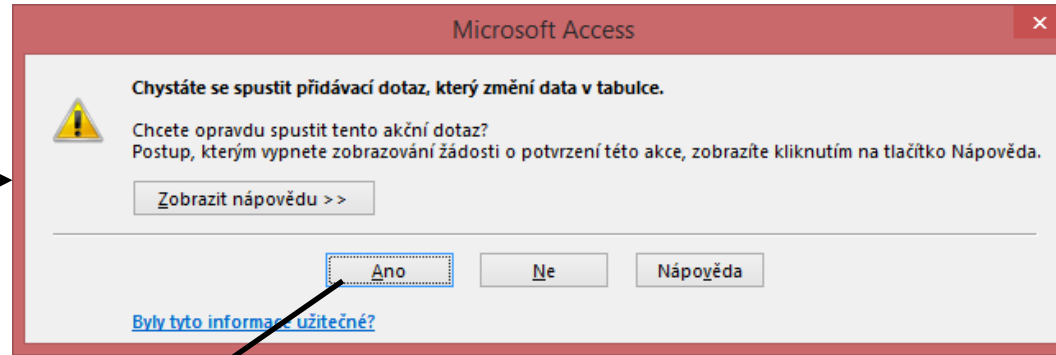 Microsoft Access
Chystáte se spustit přidávací dotaz, který změní data v tabulce.
Chcete opravdu spustit tento akční dotaz?
Postup, kterým vypnete zobrazování žádosti o potvrzení této akce, zobrazíte kliknutím na tlačítko Nápověda.
Zobrazit nápovědu >>
Ano Ne Nápověda
Byly tyto informace užitečné?